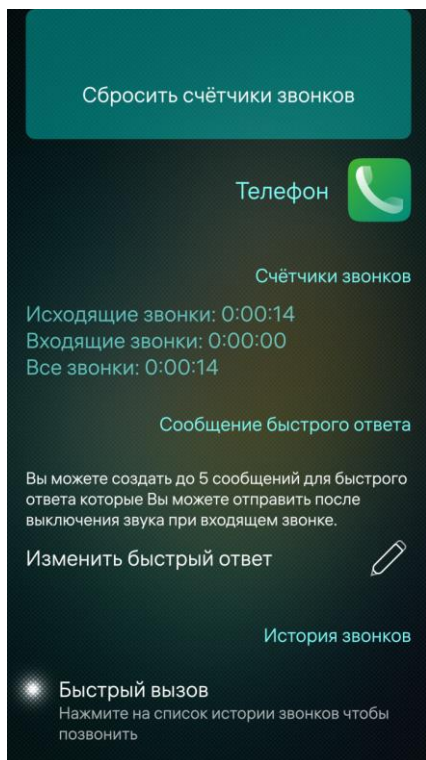 Сбросить счётчики звонков
Телефон
Счётчики звонков
Исходящие звонки: 0:00:14
Входящие звонки: 0:00:00
Все звонки: 0:00:14
Сообщение быстрого ответа
Вы можете создать до 5 сообщений для быстрого
ответа которые Вы можете отправить после
выключения звука при входящем звонке.
Изменить быстрый ответ
История звонков
Быстрый вызов
Нажмите на список истории звонков чтобы
позвонить